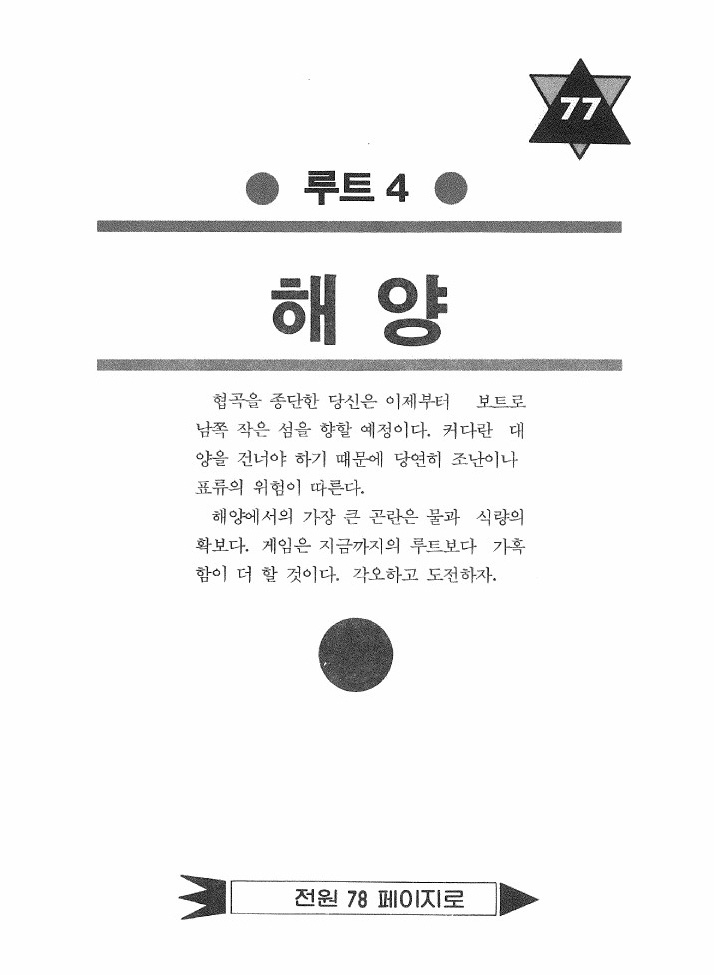 77
루트 4
해 양
협곡을 종단한 당신은 이제부터 보트로
남쪽 작은 섬을 향할 예정이다. 커다란 대
양을 건너야 하기 때문에 당연히 조난이나
표류의 위험이 따른다.
해양에서의 가장 큰 곤란은 물과 식량의
확보다. 게임은 지금까지의 루트보다 가혹
함이 더 할 것이다. 각오하고 도전하자.
전원 78 페이지로